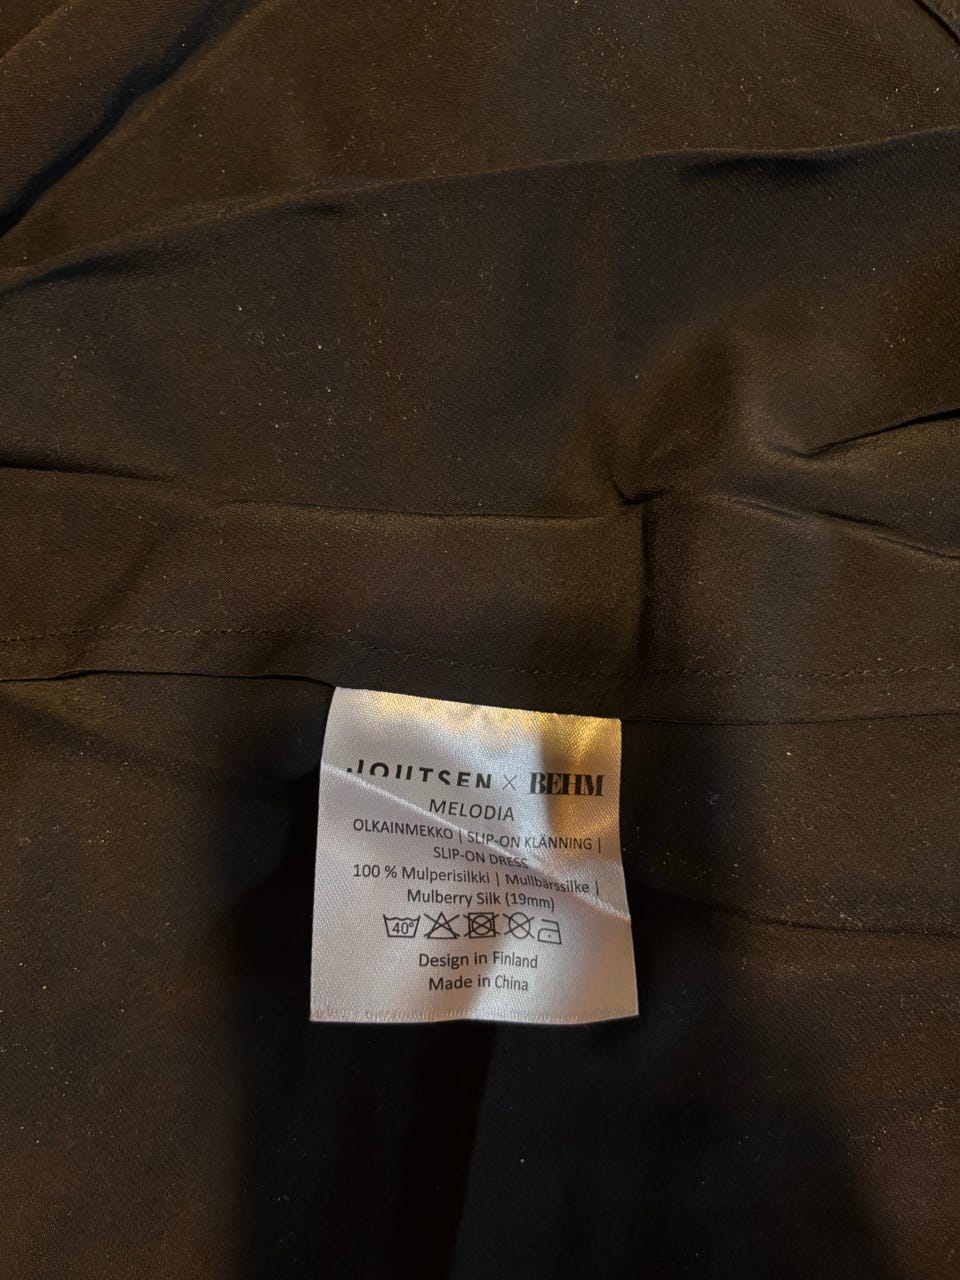 JOUTSEN × BEHM
MELODIA
OLKAINMEKKO | SLIP-ON KLÄNNING |
SLIP-ON DRESS
100 % Mulperisilkki | Mullbärssilke |
Mulberry Silk (19mm)
40°
Design in Finland
Made in China